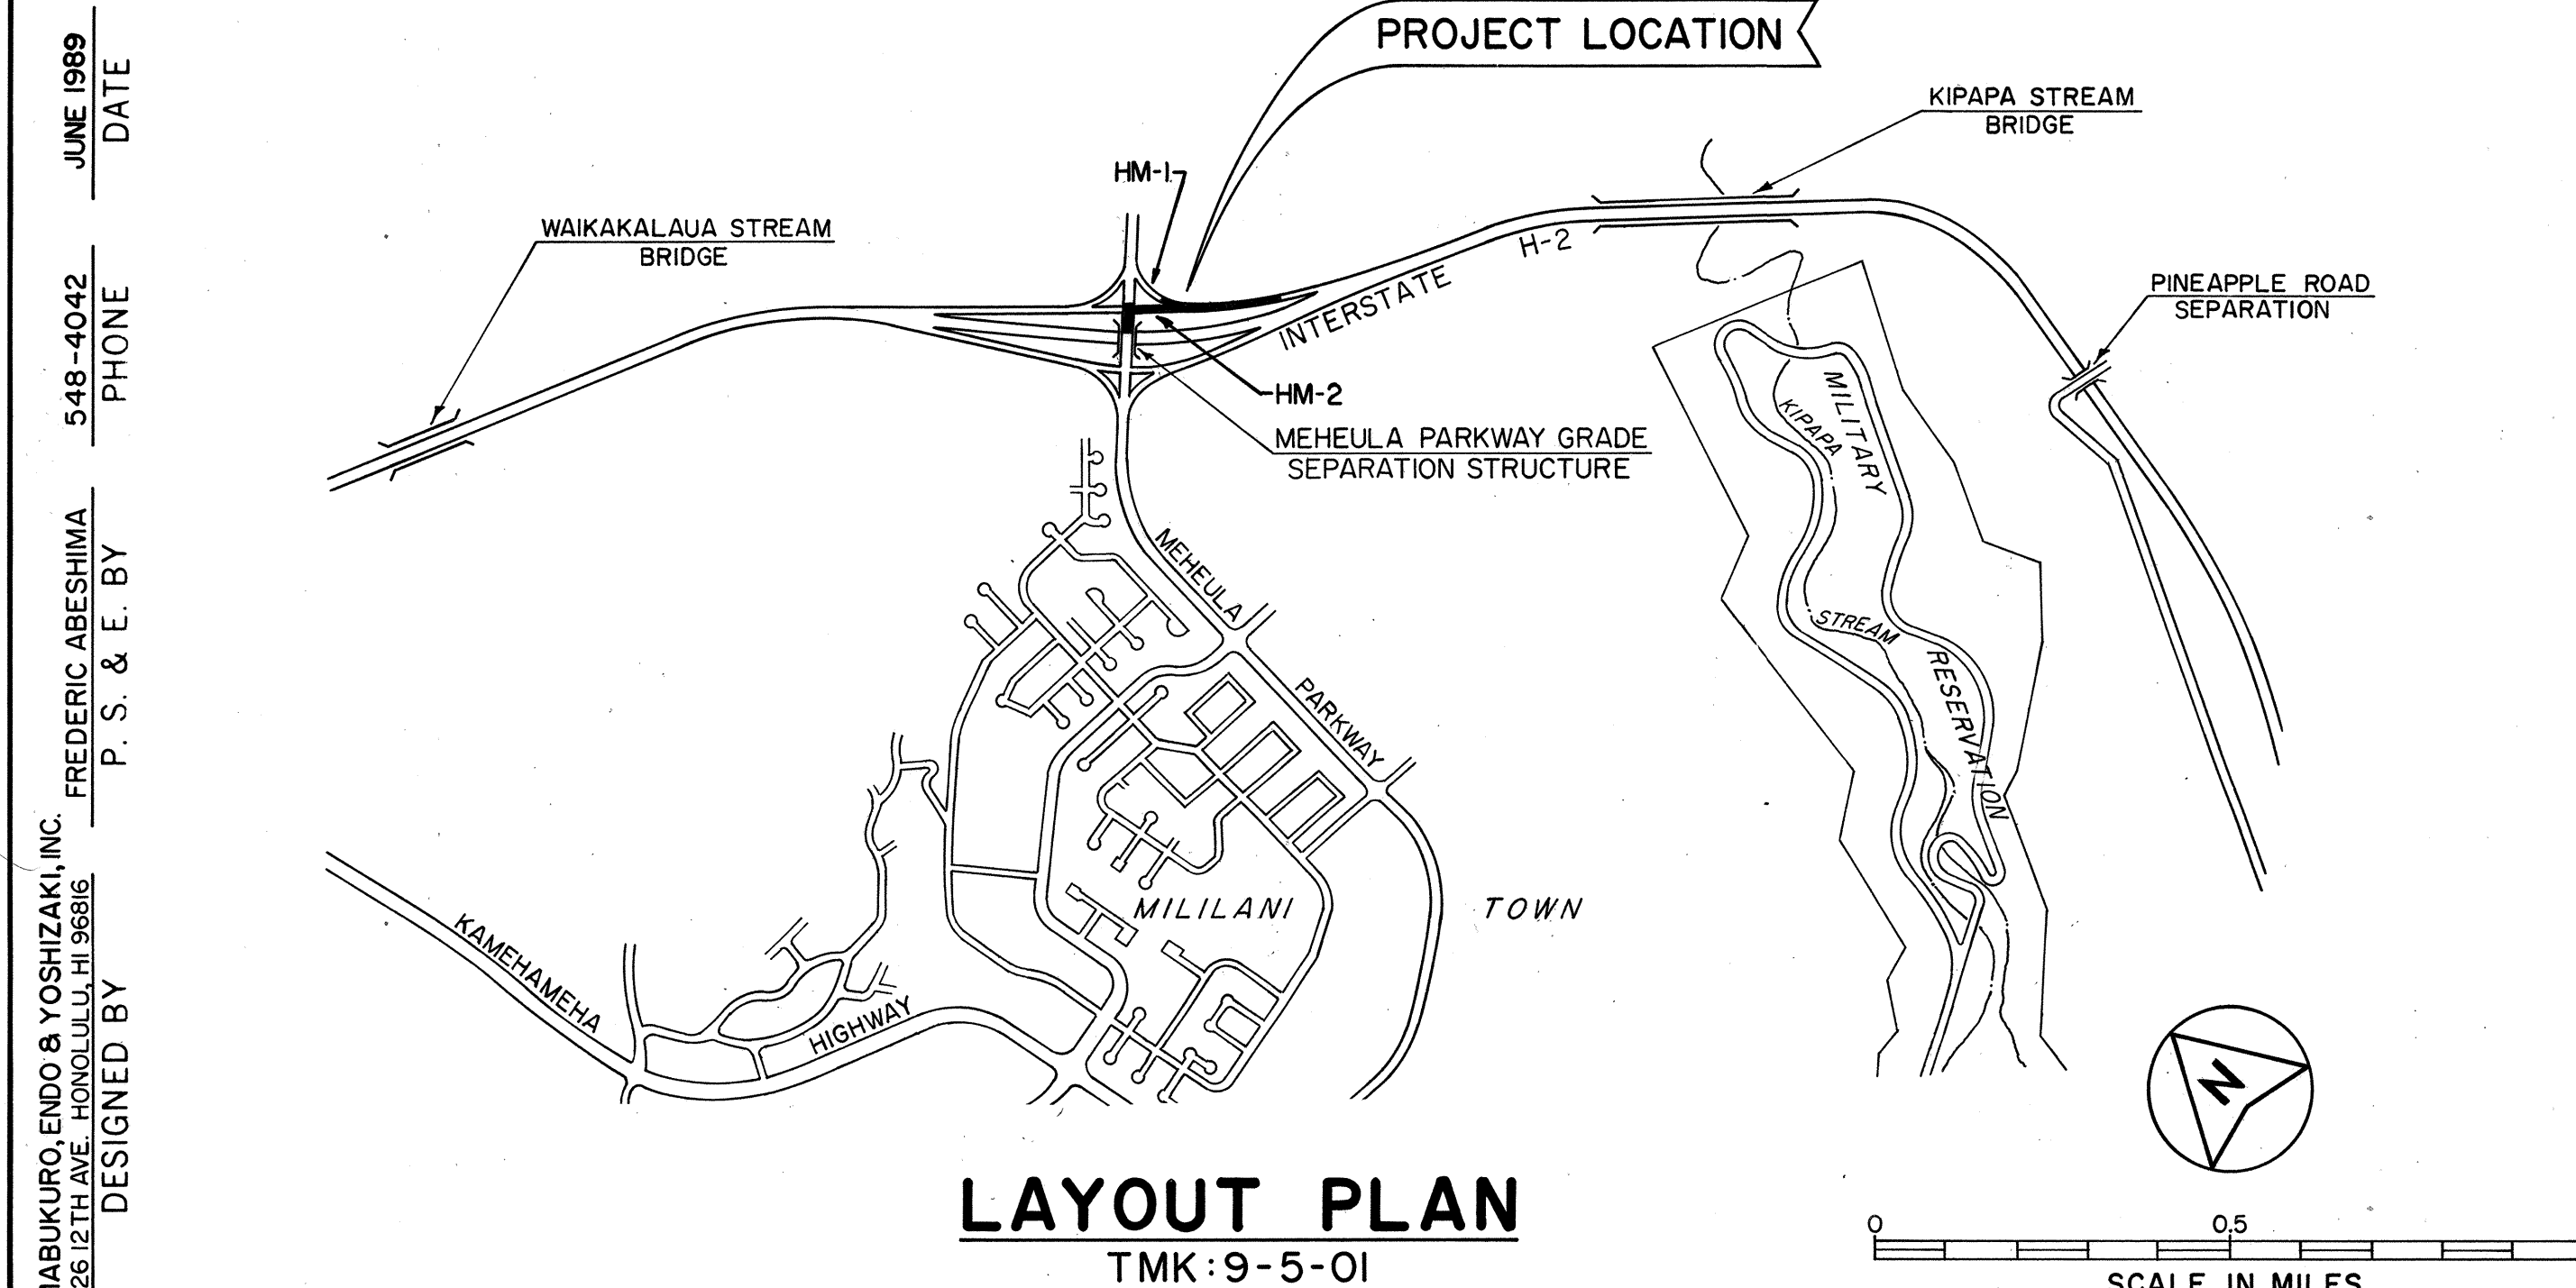 PROJECT LOCATION
KIPAPA STREAM
BRIDGE
HM-1
WAIKAKALAUA STREAM
BRIDGE
H-2
INTERSTATE
PINEAPPLE ROAD
SEPARATION
HM-2
MEHEULA PARKWAY GRADE
SEPARATION STRUCTURE
MILITARY
KIPAPA
MEHEULA
STREAM
RESERVATION
PARKWAY
MILILANI TOWN
KAMEHAMEHA
HIGHWAY
N
LAYOUT PLAN
TMK: 9-5-01
0 0.5
SCALE IN MILES
JUNE 1989
DATE
548-4042
PHONE
FREDERIC ABESHIMA
P. S. & E. BY
ENDO & YOSHIZAKI, INC.
26 12TH AVE. HONOLULU, HI 96816
DESIGNED BY